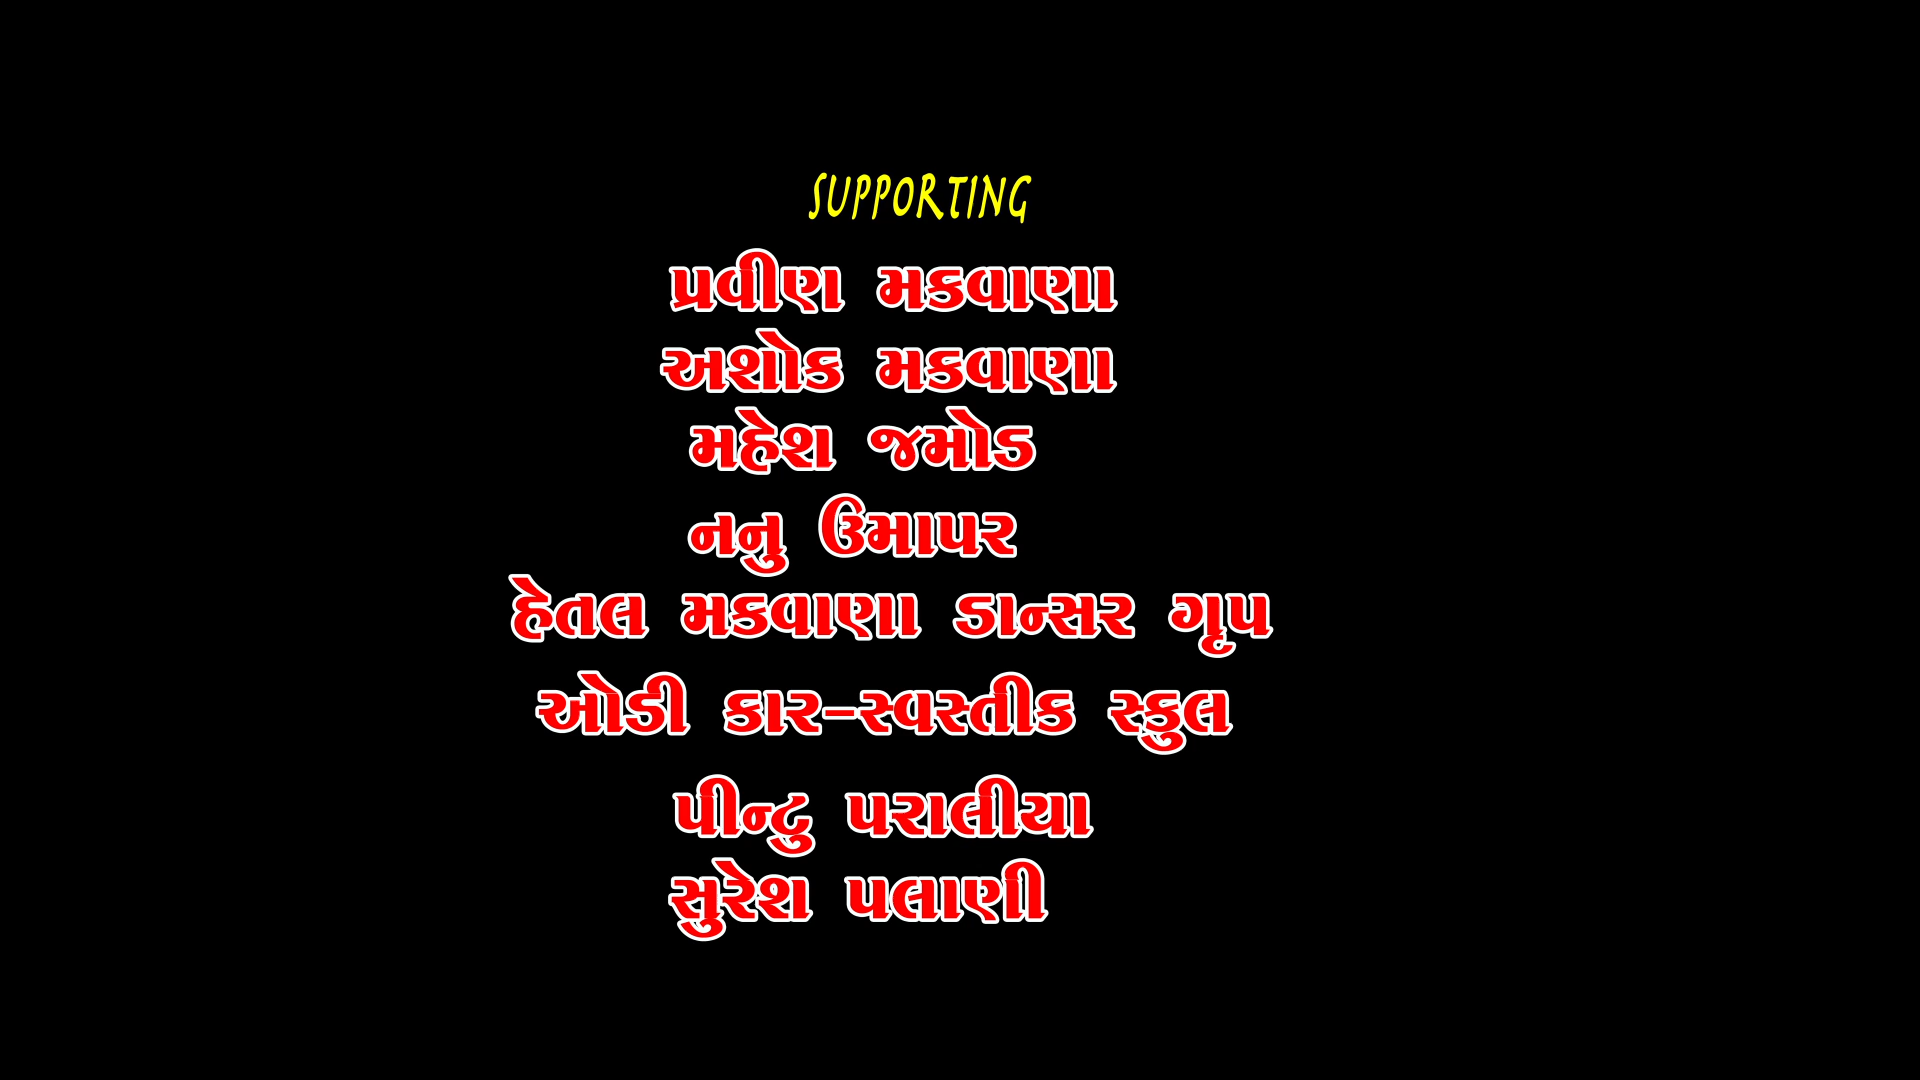 SUPPORTING
પ્રવીણ મકવાણા
અશોક મકવાણા
મહેશ જમોડ
નનુ ઉમાપર
હેતલ મકવાણા ડાન્સર ગૃપ
ઓડી કાર-સ્વસ્તીક સ્કુલ
પીન્ટુ પરાલીયા
સુરેશ પલાણી